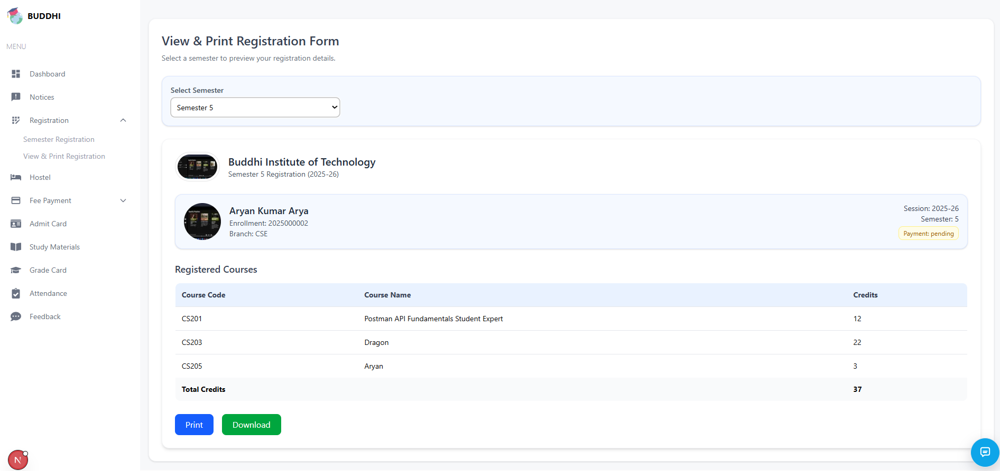 BUDDHI
MENU
Dashboard
Notices
Registration
Semester Registration
View & Print Registration
Hostel
Fee Payment
Admit Card
Study Materials
Grade Card
Attendance
Feedback
N
View & Print Registration Form
Select a semester to preview your registration details.
Select Semester
Semester 5
Buddhi Institute of Technology
Semester 5 Registration (2025-26)
Aryan Kumar Arya
Enrollment: 2025000002
Branch: CSE
Session: 2025-26
Semester: 5
Payment: pending
Registered Courses
Course Code Course Name Credits
CS201 Postman API Fundamentals Student Expert 12
CS203 Dragon 22
CS205 Aryan 3
Total Credits 37
Print Download